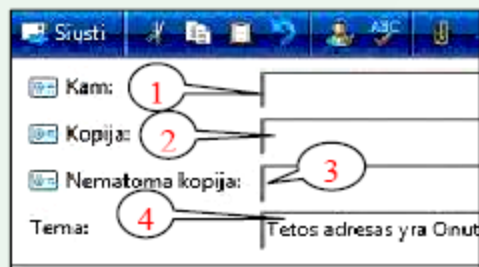 Siųsti ABC
Kam: 1
Kopija: 2
Nematoma kopija: 3
Tema: 4 Tetos adresas yra Onut